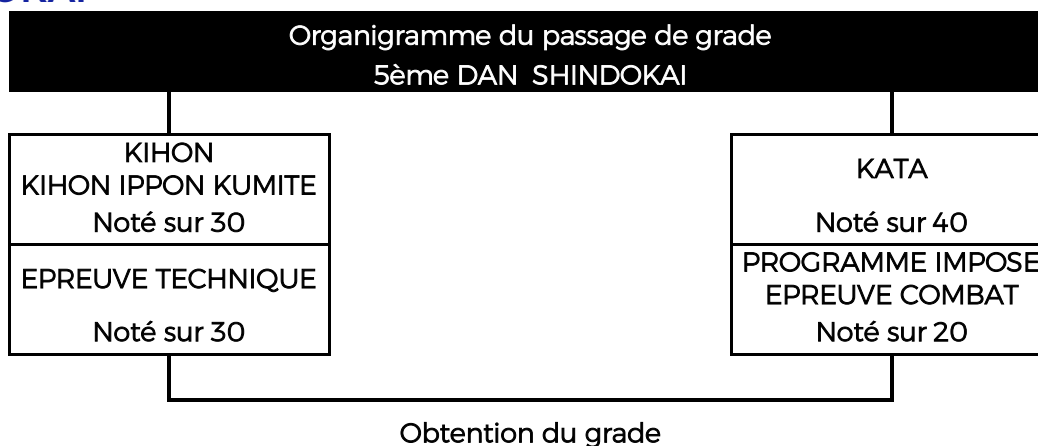 Organigramme du passage de grade
5ème DAN SHINDOKAI
KIHON
KIHON IPPON KUMITE
Noté sur 30
EPREUVE TECHNIQUE
Noté sur 30
KATA
Noté sur 40
PROGRAMME IMPOSE
EPREUVE COMBAT
Noté sur 20
Obtention du grade